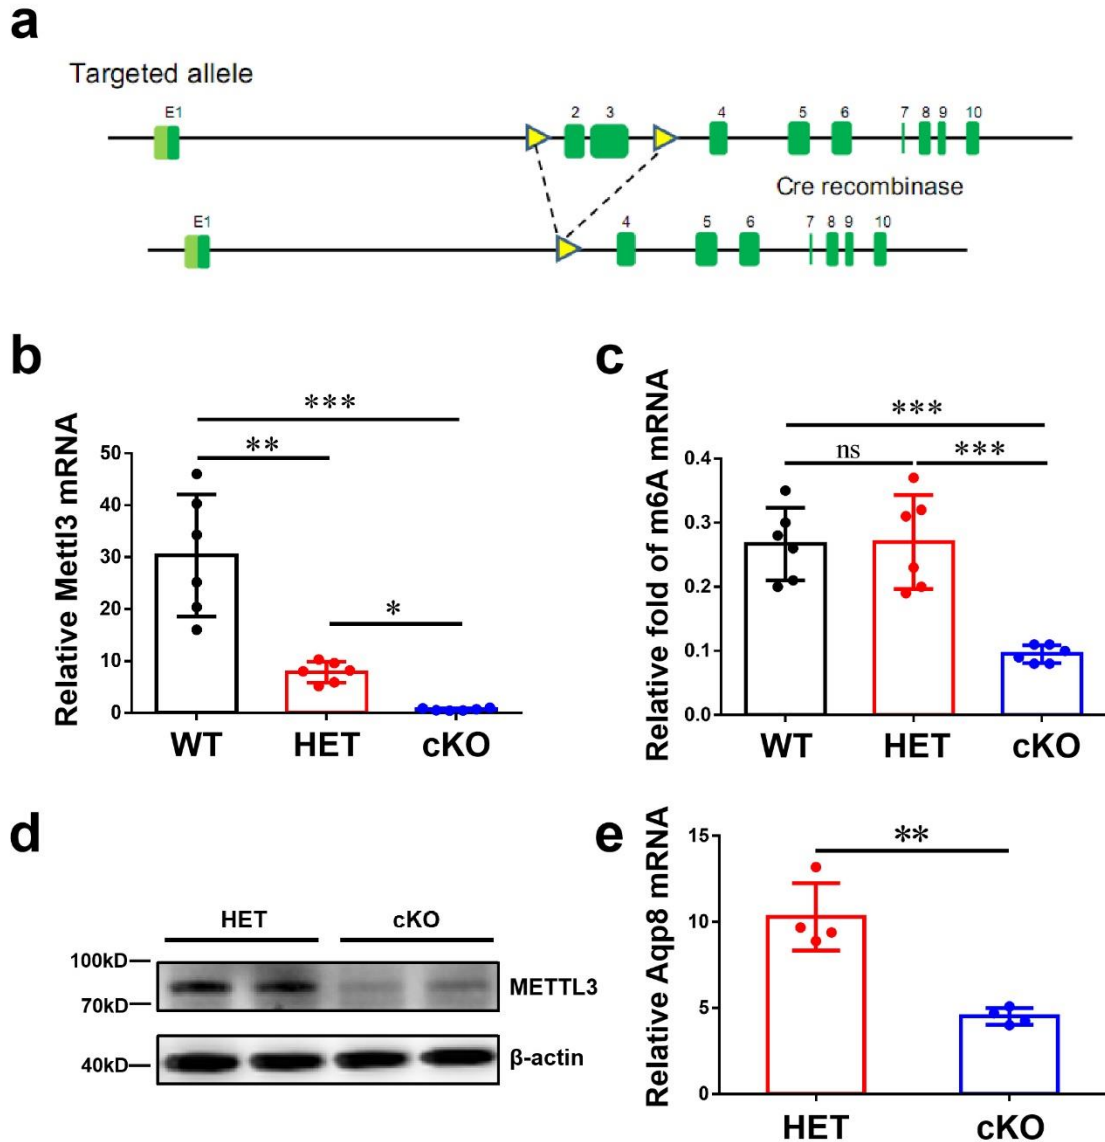 a
Targeted allele
E1 2 3 4 5 6 7 8 9 10
Cre recombinase
E1 4 5 6 7 8 9 10
b
Relative Mettl3 mRNA
50
40
30
20
10
0
***
**
*
WT HET cKO
c
Relative fold of m6A mRNA
0.4
0.3
0.2
0.1
0.0
***
ns ***
WT HET cKO
d
HET cKO
100kD
METTL3
70kD
40kD
β-actin
e
Relative Aqp8 mRNA
15
10
5
0
**
HET cKO